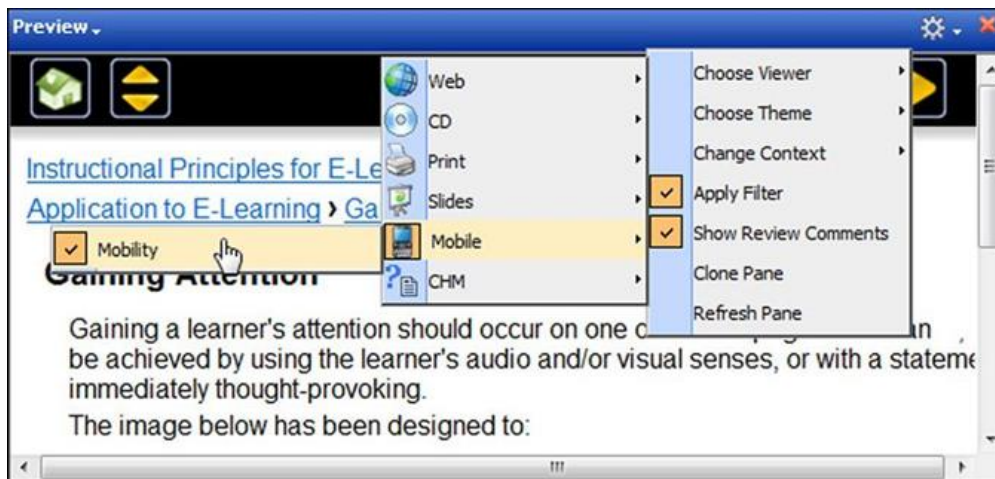 Preview
Choose Viewer
Choose Theme
Change Context
Apply Filter
Show Review Comments
Clone Pane
Refresh Pane
Web
CD
Print
Slides
Mobile
CHM
Mobility
Instructional Principles for
Application to E-Learning ›
Gaining Attention
Gaining a learner's attention should occur on one
be achieved by using the learner's audio and/or visual senses, or with a
immediately thought-provoking.
The image below has been designed to: